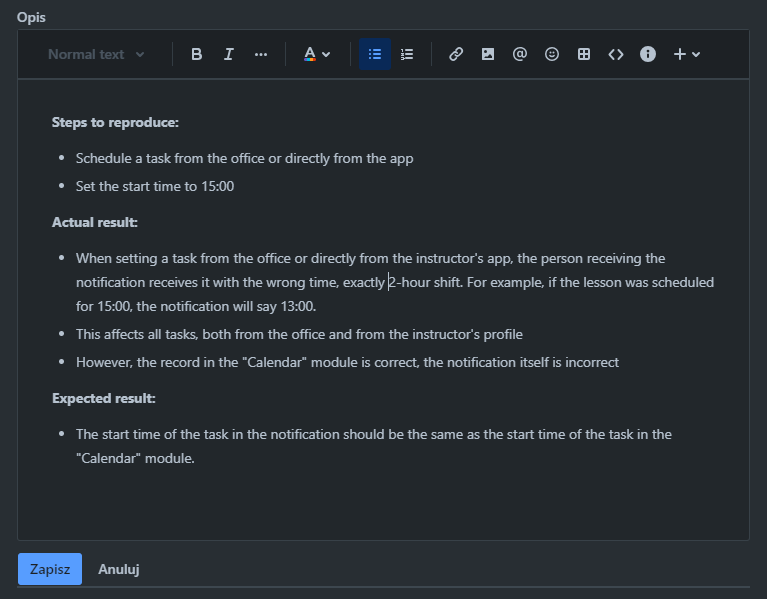 Opis
Normal text B I ... A @ <> +
Steps to reproduce:
• Schedule a task from the office or directly from the app
• Set the start time to 15:00
Actual result:
• When setting a task from the office or directly from the instructor's app, the person receiving the
notification receives it with the wrong time, exactly 2-hour shift. For example, if the lesson was scheduled
for 15:00, the notification will say 13:00.
• This affects all tasks, both from the office and from the instructor's profile
• However, the record in the "Calendar" module is correct, the notification itself is incorrect
Expected result:
• The start time of the task in the notification should be the same as the start time of the task in the
"Calendar" module.
Zapisz Anuluj